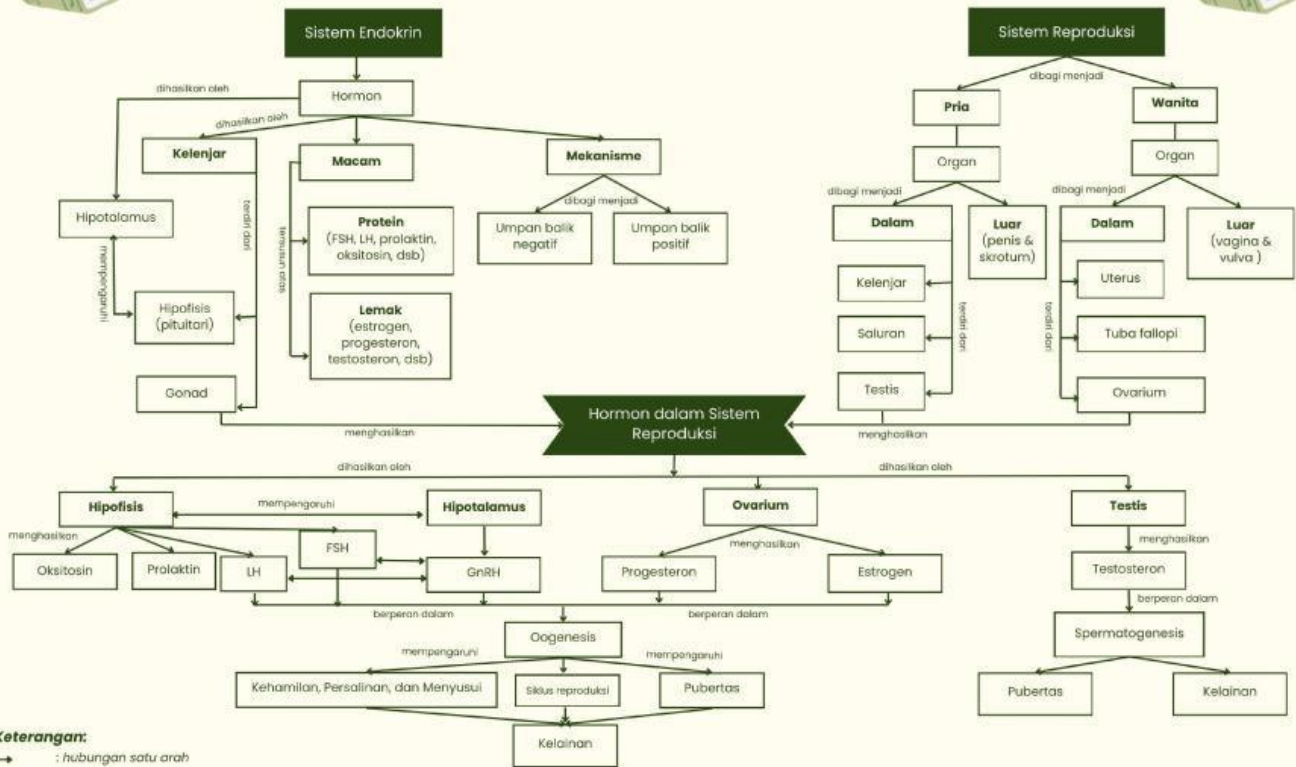 Sistem Endokrin
Sistem Reproduksi
dihasilkan oleh
Hormon
dibagi menjadi
Pria
Wanita
dihasilkan oleh
Kelenjar
Macam
Mekanisme
Organ
Organ
dibagi menjadi
dibagi menjadi
dibagi menjadi
Hipotalamus
terdiri dari
tersusun atas
Protein
(FSH, LH, prolaktin,
oksitosin, dsb)
Umpan balik
negatif
Umpan balik
positif
Dalam
Luar
(penis &
skrotum)
Dalam
Luar
(vagina &
vulva )
mempengaruhi
Hipofisis
(pituitari)
Lemak
(estrogen,
progesteron,
testosteron, dsb)
Kelenjar
Saluran
Testis
terdiri dari
Uterus
Tuba fallopi
Ovarium
terdiri dari
Gonad
menghasilkan
Hormon dalam Sistem
Reproduksi
menghasilkan
dihasilkan oleh
dihasilkan oleh
Hipofisis
mempengaruhi
Hipotalamus
Ovarium
Testis
menghasilkan
menghasilkan
menghasilkan
Oksitosin
Prolaktin
LH
FSH
GnRH
Progesteron
Estrogen
Testosteron
berperan dalam
berperan dalam
berperan dalam
Oogenesis
Spermatogenesis
mempengaruhi
mempengaruhi
Kehamilan, Persalinan, dan Menyusui
Siklus reproduksi
Pubertas
Pubertas
Kelainan
Kelainan
Keterangan:
: hubungan satu arah